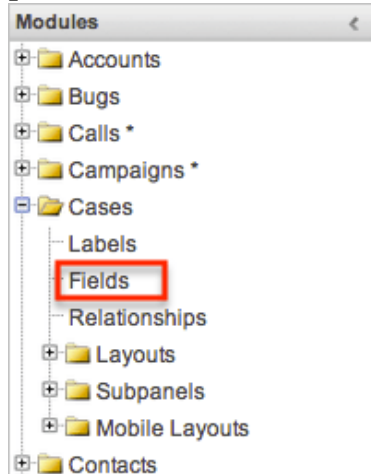 Modules
Accounts
Bugs
Calls *
Campaigns *
Cases
Labels
Fields
Relationships
Layouts
Subpanels
Mobile Layouts
Contacts